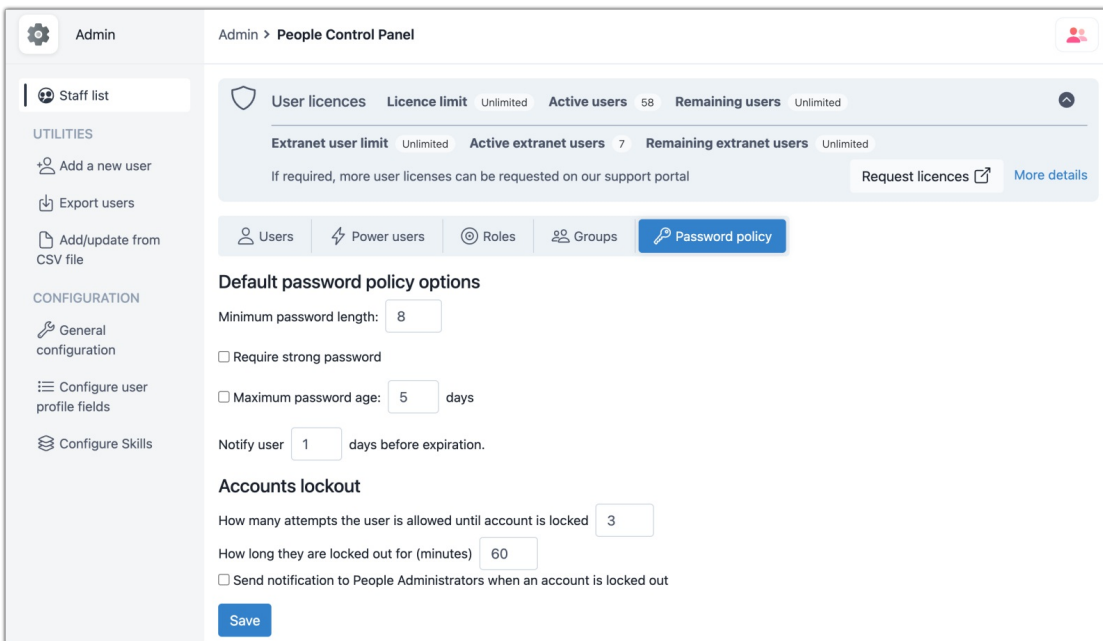 Admin
Admin > People Control Panel
Staff list
UTILITIES
Add a new user
Export users
Add/update from
CSV file
CONFIGURATION
General
configuration
Configure user
profile fields
Configure Skills
User licences Licence limit Unlimited Active users 58 Remaining users Unlimited
Extranet user limit Unlimited Active extranet users 7 Remaining extranet users Unlimited
If required, more user licenses can be requested on our support portal Request licences More details
Users Power users Roles Groups Password policy
Default password policy options
Minimum password length: 8
Require strong password
Maximum password age: 5 days
Notify user 1 days before expiration.
Accounts lockout
How many attempts the user is allowed until account is locked 3
How long they are locked out for (minutes) 60
Send notification to People Administrators when an account is locked out
Save